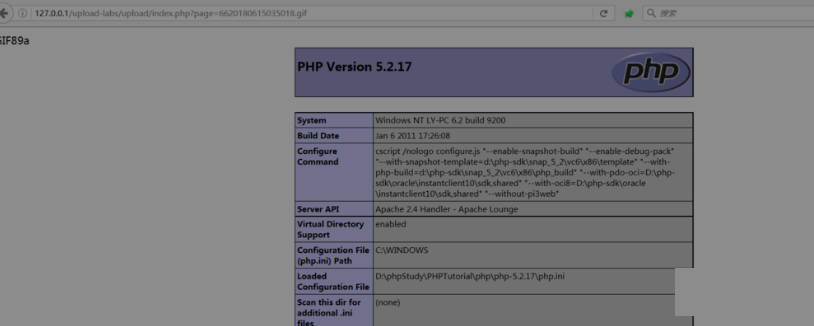 127.0.0.1/upload-labs/upload/index.php?page=6620180615035018.gif
搜索
GIF89a
PHP Version 5.2.17
php
System Windows NT LY-PC 6.2 build 9200
Build Date Jan 6 2011 17:26:08
Configure Command cscript /nologo configure.js "--enable-snapshot-build" "--enable-debug-pack"
"--with-snapshot-template=d:\php-sdk\snap_5_2\vc6\x86\template" "--with-
php-build=d:\php-sdk\snap_5_2\vc6\x86\php_build" "--with-pdo-oci=D:\php-
sdk\oracle\instantclient10\sdk,shared" "--with-oci8=D:\php-sdk\oracle
\instantclient10\sdk,shared" "--without-pi3web"
Server API Apache 2.4 Handler - Apache Lounge
Virtual Directory Support enabled
Configuration File (php.ini) Path C:\WINDOWS
Loaded Configuration File D:\phpStudy\PHPTutorial\php\php-5.2.17\php.ini
Scan this dir for additional .ini files (none)